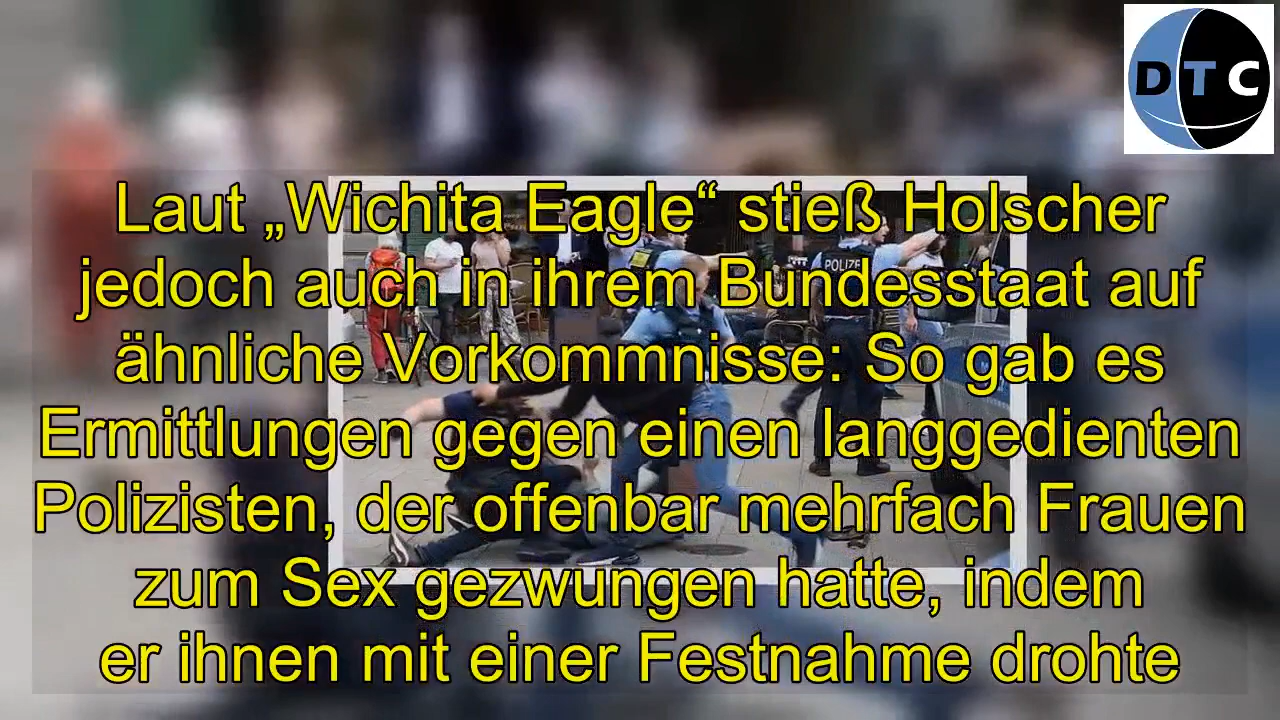 DTC
Laut „Wichita Eagle“ stieß Holscher
jedoch auch in ihrem Bundesstaat auf
ähnliche Vorkommnisse: So gab es
Ermittlungen gegen einen langgedienten
Polizisten, der offenbar mehrfach Frauen
zum Sex gezwungen hatte, indem
er ihnen mit einer Festnahme drohte
POLIZEI